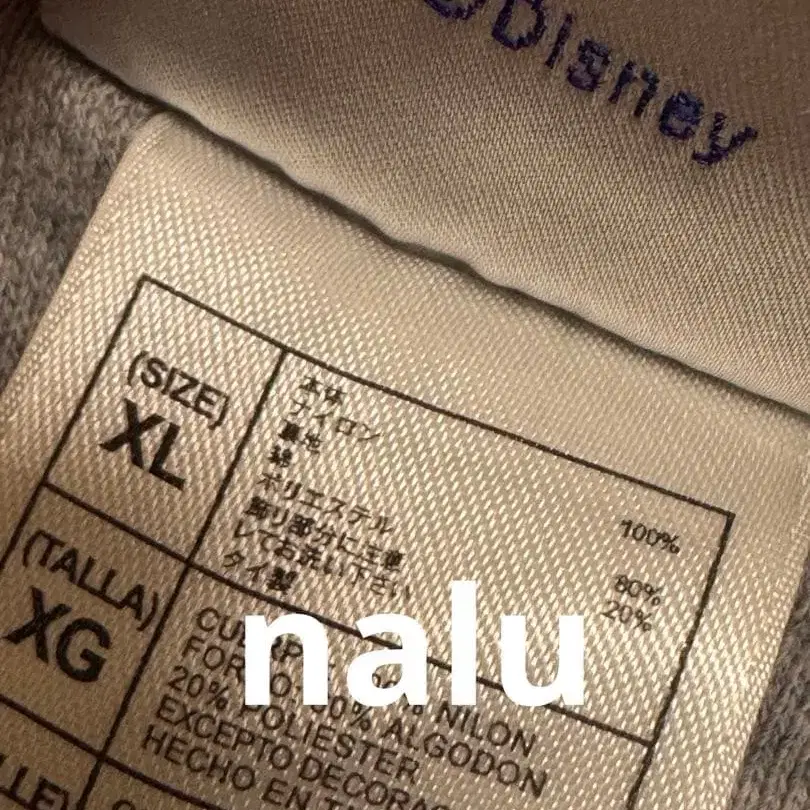 ©Disney
(SIZE)
XL
本体
ナイロン 100%
裏地
綿 80%
ポリエステル 20%
飾り部分に注意
してお洗い下さい
タイ製
(TALLA)
XG
NILON
ALGODON
20% POLIESTER
EXCEPTO
HECHO EN
nalu